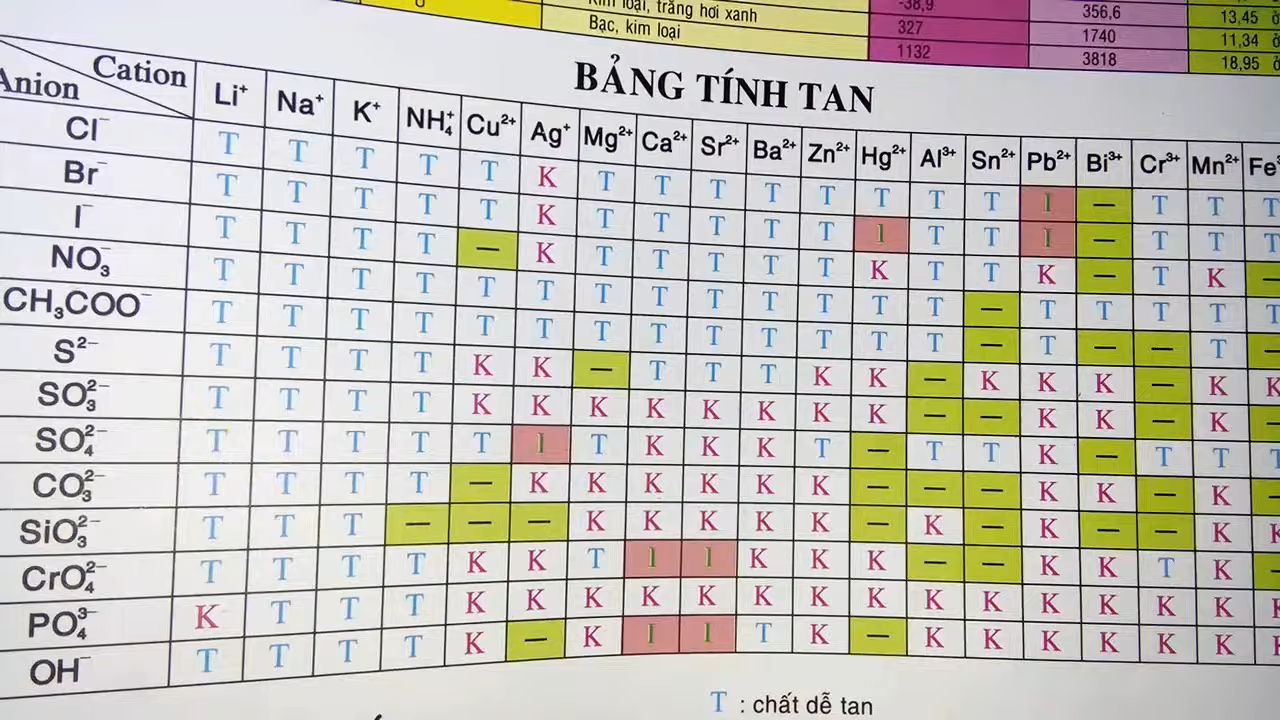 Kim loại, trắng hơi xanh -38,9 356,6 13,45 ở
Bạc, kim loại 327 1740 11,34 ở
1132 3818 18,95 ở
BẢNG TÍNH TAN
Anion Cation Li⁺ Na⁺ K⁺ NH₄⁺ Cu²⁺ Ag⁺ Mg²⁺ Ca²⁺ Sr²⁺ Ba²⁺ Zn²⁺ Hg²⁺ Al³⁺ Sn²⁺ Pb²⁺ Bi³⁺ Cr³⁺ Mn²⁺ Fe
Cl⁻ T T T T T K T T T T T T T T I — T T T
Br⁻ T T T T T K T T T T T I T T I — T T T
I⁻ T T T T — K T T T T T K T T K — T K —
NO₃⁻ T T T T T T T T T T T T T — T T T T T
CH₃COO⁻ T T T T T T T T T T T T T — T — — T —
S²⁻ T T T T K K — T T T K K — K K K — K K
SO₃²⁻ T T T T K K K K K K K K — — K K — K K
SO₄²⁻ T T T T T I T K K K T — T T K — T T T
CO₃²⁻ T T T T — K K K K K K — — — K K — K —
SiO₃²⁻ T T T — — — K K K K K — K — K — — K K
CrO₄²⁻ T T T T K K T I I K K K — — K K T K —
PO₄³⁻ K T T T K K K K K K K K K K K K K K K
OH⁻ T T T T K — K I I T K — K K K K K K K
T : chất dễ tan